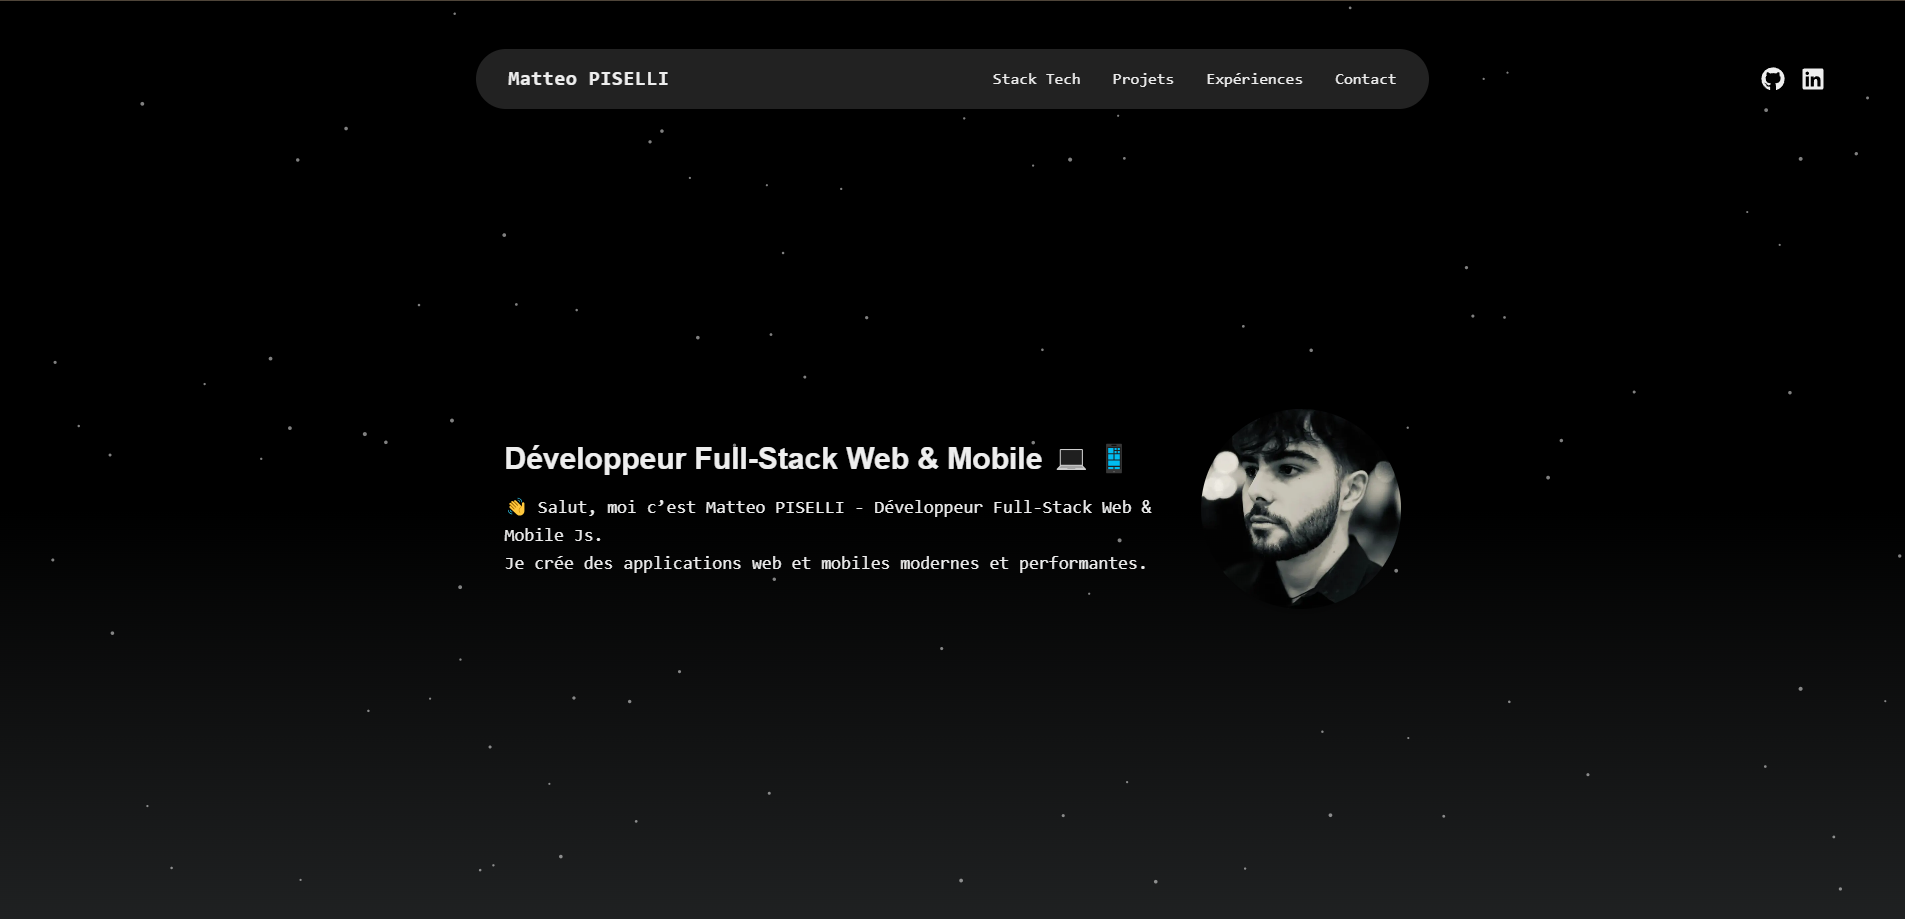 Matteo PISELLI
Stack Tech Projets Expériences Contact
Développeur Full-Stack Web & Mobile 💻 📱
👋 Salut, moi c’est Matteo PISELLI - Développeur Full-Stack Web &
Mobile Js.
Je crée des applications web et mobiles modernes et performantes.